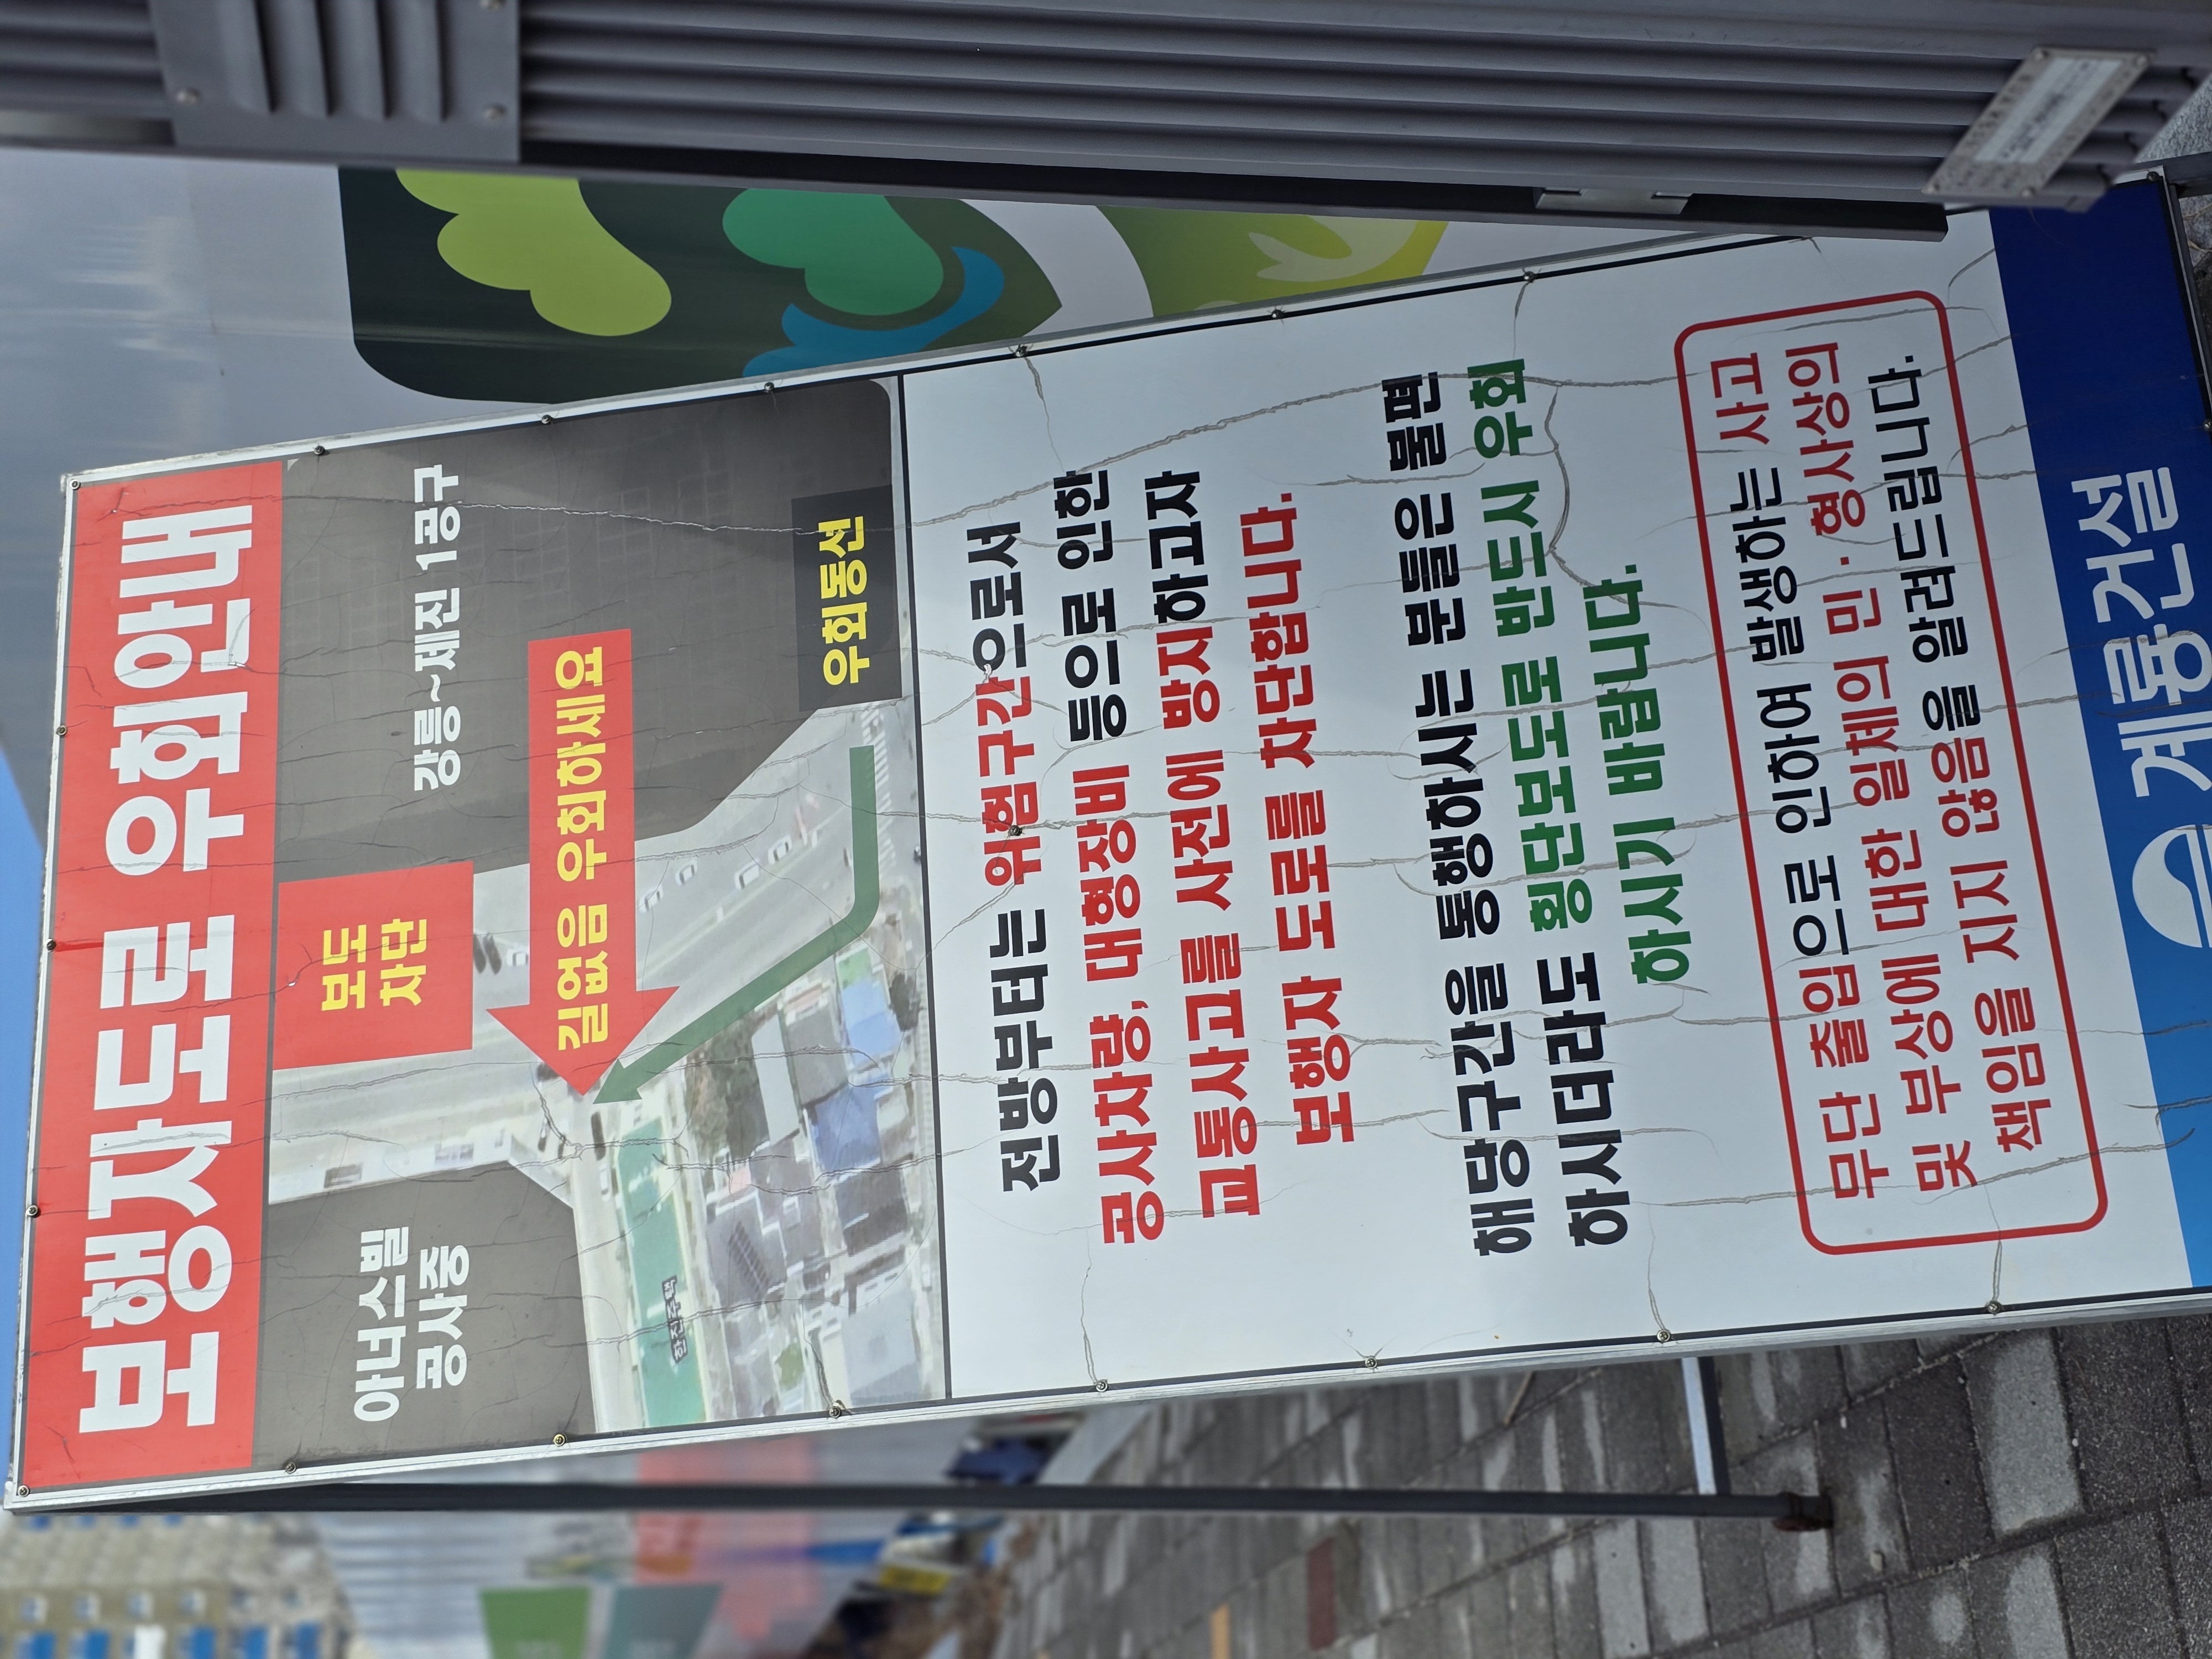 보행자도로 우회안내
강릉~제진 1공구
보도
차단
길없음 우회하세요
아너스빌
공사중
우회동선
한진주택
전방부터는 위험구간으로서
공사차량, 대형장비 통으로 인한
교통사고를 사전에 방지하고자
보행자 도로를 차단합니다.
해당구간을 통행하시는 분들은 불편
하시더라도 횡단보도로 반드시 우회
하시기 바랍니다.
무단 출입으로 인하여 발생하는 사고
및 부상에 대한 일체의 민·형사상의
책임을 지지 않음을 알려드립니다.
계룡건설